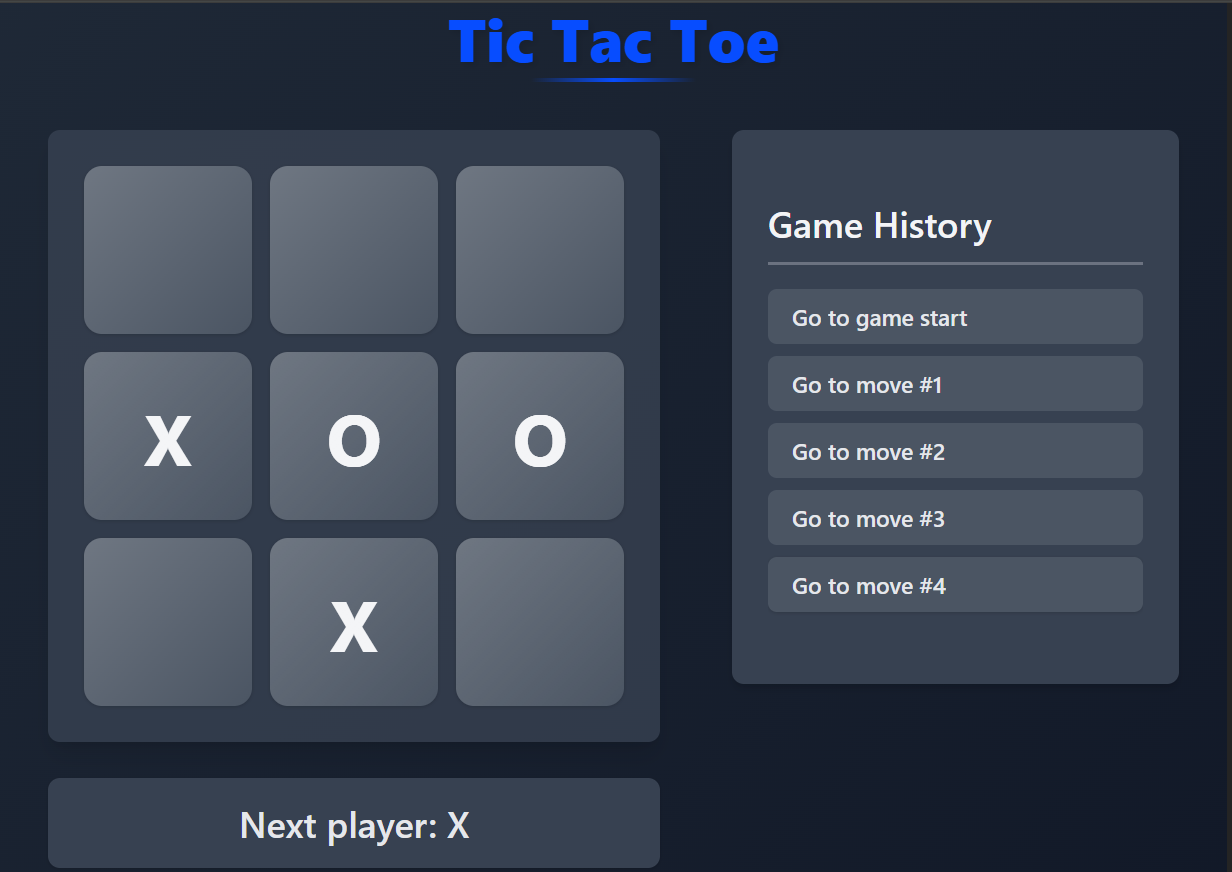 Tic Tac Toe
X O O
X
Next player: X
Game History
Go to game start
Go to move #1
Go to move #2
Go to move #3
Go to move #4